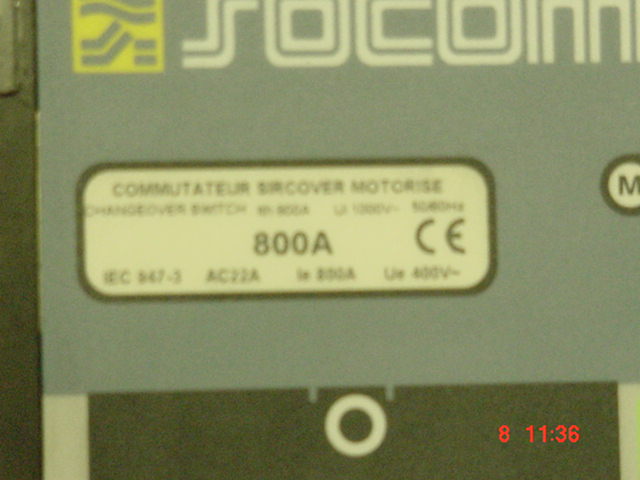 socom
COMMUTATEUR SIRCOVER MOTORISE
CHANGEOVER SWITCH Ith 800A Ui 1000V~ 50/60Hz
800A CE
IEC 947-3 AC22A Ie 800A Ue 400V~
M
8 11:36